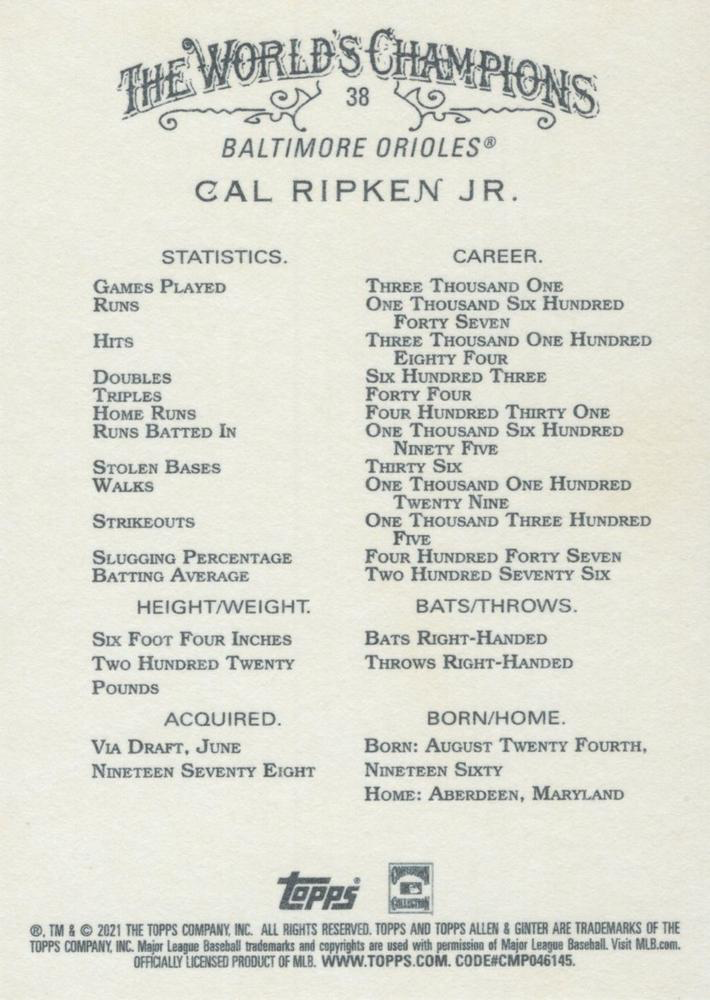 THE WORLD'S CHAMPIONS
38
BALTIMORE ORIOLES®
CAL RIPKEN JR.
STATISTICS. CAREER.
GAMES PLAYED THREE THOUSAND ONE
RUNS ONE THOUSAND SIX HUNDRED
FORTY SEVEN
HITS THREE THOUSAND ONE HUNDRED
EIGHTY FOUR
DOUBLES SIX HUNDRED THREE
TRIPLES FORTY FOUR
HOME RUNS FOUR HUNDRED THIRTY ONE
RUNS BATTED IN ONE THOUSAND SIX HUNDRED
NINETY FIVE
STOLEN BASES THIRTY SIX
WALKS ONE THOUSAND ONE HUNDRED
TWENTY NINE
STRIKEOUTS ONE THOUSAND THREE HUNDRED
FIVE
SLUGGING PERCENTAGE FOUR HUNDRED FORTY SEVEN
BATTING AVERAGE TWO HUNDRED SEVENTY SIX
HEIGHT/WEIGHT. BATS/THROWS.
SIX FOOT FOUR INCHES BATS RIGHT-HANDED
TWO HUNDRED TWENTY THROWS RIGHT-HANDED
POUNDS
ACQUIRED. BORN/HOME.
VIA DRAFT, JUNE BORN: AUGUST TWENTY FOURTH,
NINETEEN SEVENTY EIGHT NINETEEN SIXTY
HOME: ABERDEEN, MARYLAND
topps® COOPERSTOWN
COLLECTION
®, TM & © 2021 THE TOPPS COMPANY, INC. ALL RIGHTS RESERVED. TOPPS AND TOPPS ALLEN & GINTER ARE TRADEMARKS OF THE
TOPPS COMPANY, INC. Major League Baseball trademarks and copyrights are used with permission of Major League Baseball. Visit MLB.com.
OFFICIALLY LICENSED PRODUCT OF MLB. WWW.TOPPS.COM. CODE#CMP046145.